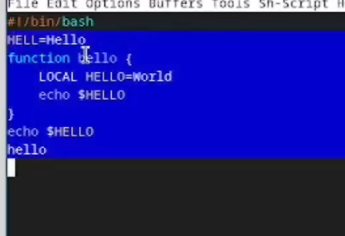 File Edit Options Buffers Tools Sh-Script H
#!/bin/bash
HELL=Hello
function hello {
    LOCAL HELLO=World
    echo $HELLO
}
echo $HELLO
hello